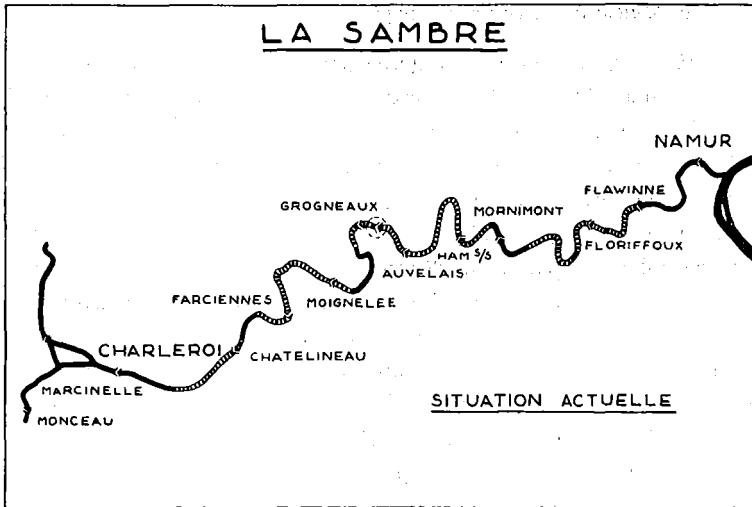 LA SAMBRE
NAMUR
FLAWINNE
GROGNEAUX
MORNIMONT
FLORIFFOUX
HAM S/S
AUVELAIS
FARCIENNES
MOIGNELEE
CHARLEROI
CHATELINEAU
MARCINELLE
SITUATION ACTUELLE
MONCEAU